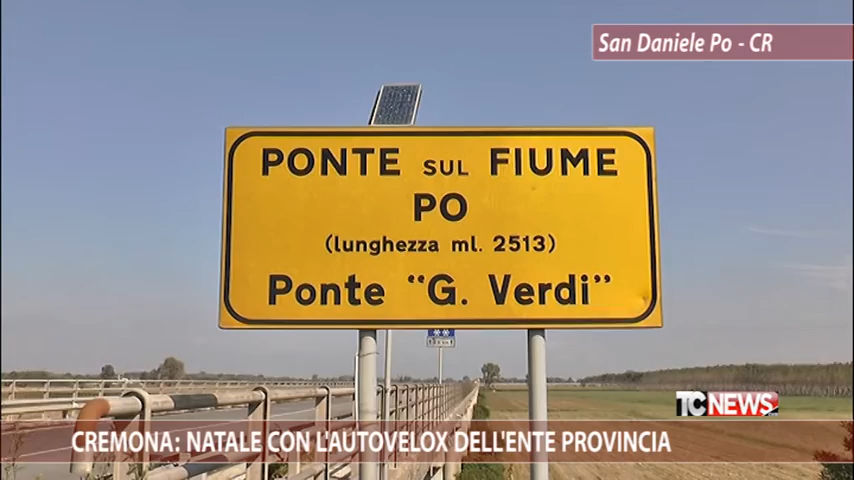 San Daniele Po - CR
PONTE SUL FIUME
PO
(lunghezza ml. 2513)
Ponte "G. Verdi"
TCNEWS
CREMONA: NATALE CON L'AUTOVELOX DELL'ENTE PROVINCIA